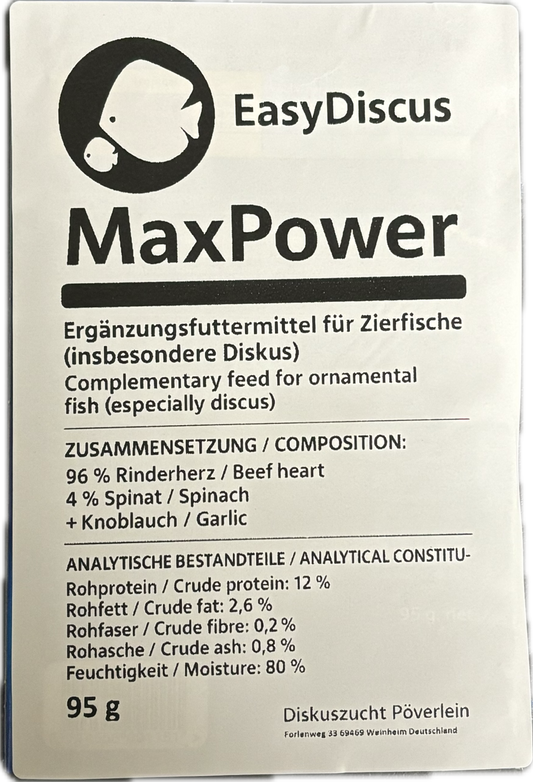 EasyDiscus
MaxPower
Ergänzungsfuttermittel für Zierfische
(insbesondere Diskus)
Complementary feed for ornamental
fish (especially discus)
ZUSAMMENSETZUNG / COMPOSITION:
96 % Rinderherz / Beef heart
4 % Spinat / Spinach
+ Knoblauch / Garlic
ANALYTISCHE BESTANDTEILE / ANALYTICAL CONSTITU-
Rohprotein / Crude protein: 12 %
Rohfett / Crude fat: 2,6 %
Rohfaser / Crude fibre: 0,2 %
Rohasche / Crude ash: 0,8 %
Feuchtigkeit / Moisture: 80 %
95 g
Diskuszucht Pöverlein
Forlenweg 33 69469 Weinheim Deutschland